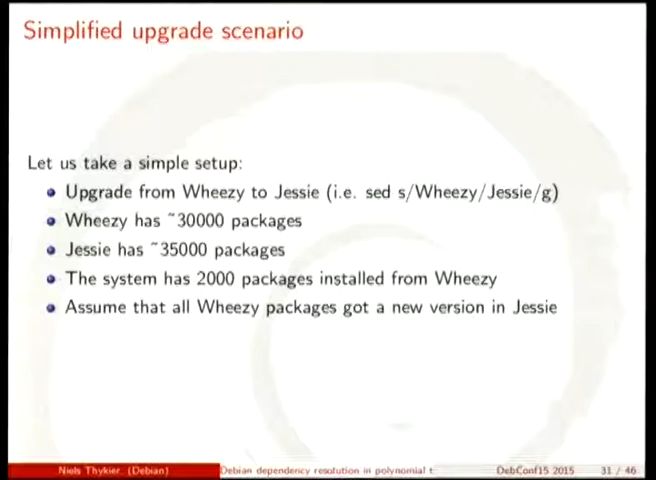 Simplified upgrade scenario
Let us take a simple setup:
Upgrade from Wheezy to Jessie (i.e. sed s/Wheezy/Jessie/g)
Wheezy has ~30000 packages
Jessie has ~35000 packages
The system has 2000 packages installed from Wheezy
Assume that all Wheezy packages got a new version in Jessie
Niels Thykier (Debian) Debian dependency resolution in polynomial t DebConf15 2015 31 / 46